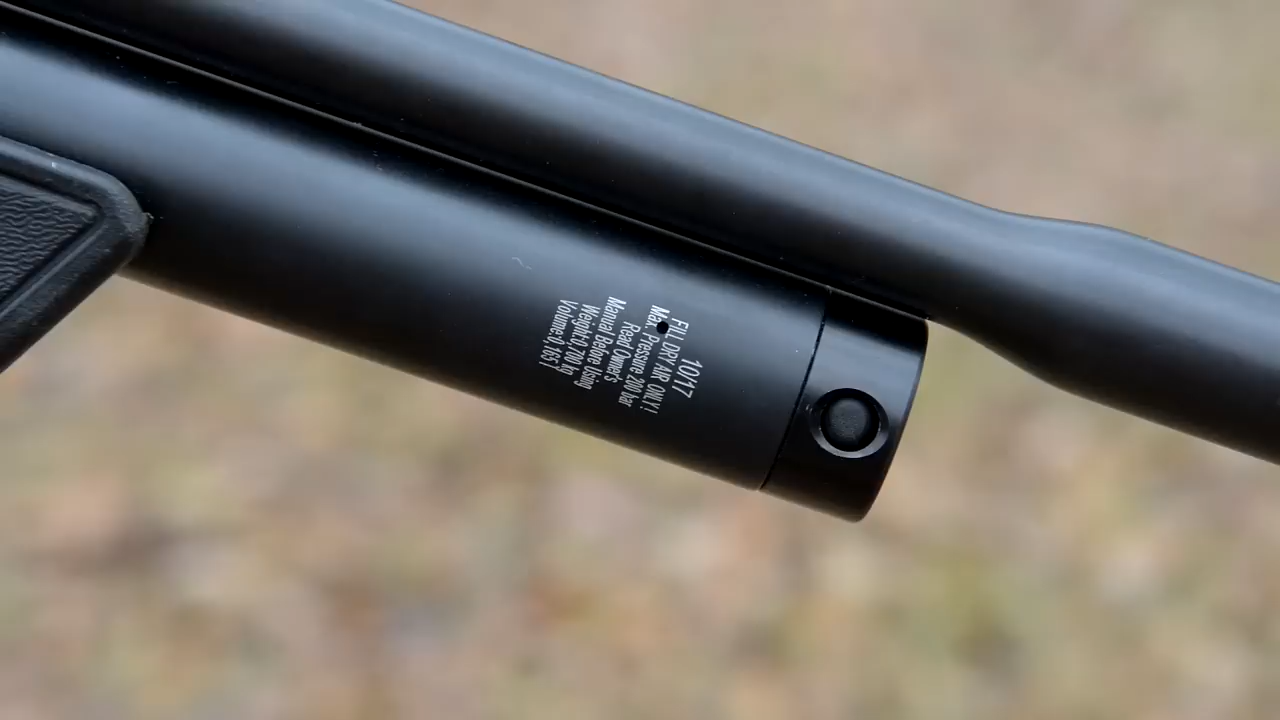 10/17
FILL DRY AIR ONLY!
Max. Pressure 200 bar
Read Owner's
Manual Before Using
Weight:0,700 kg
Volume:0,165 l